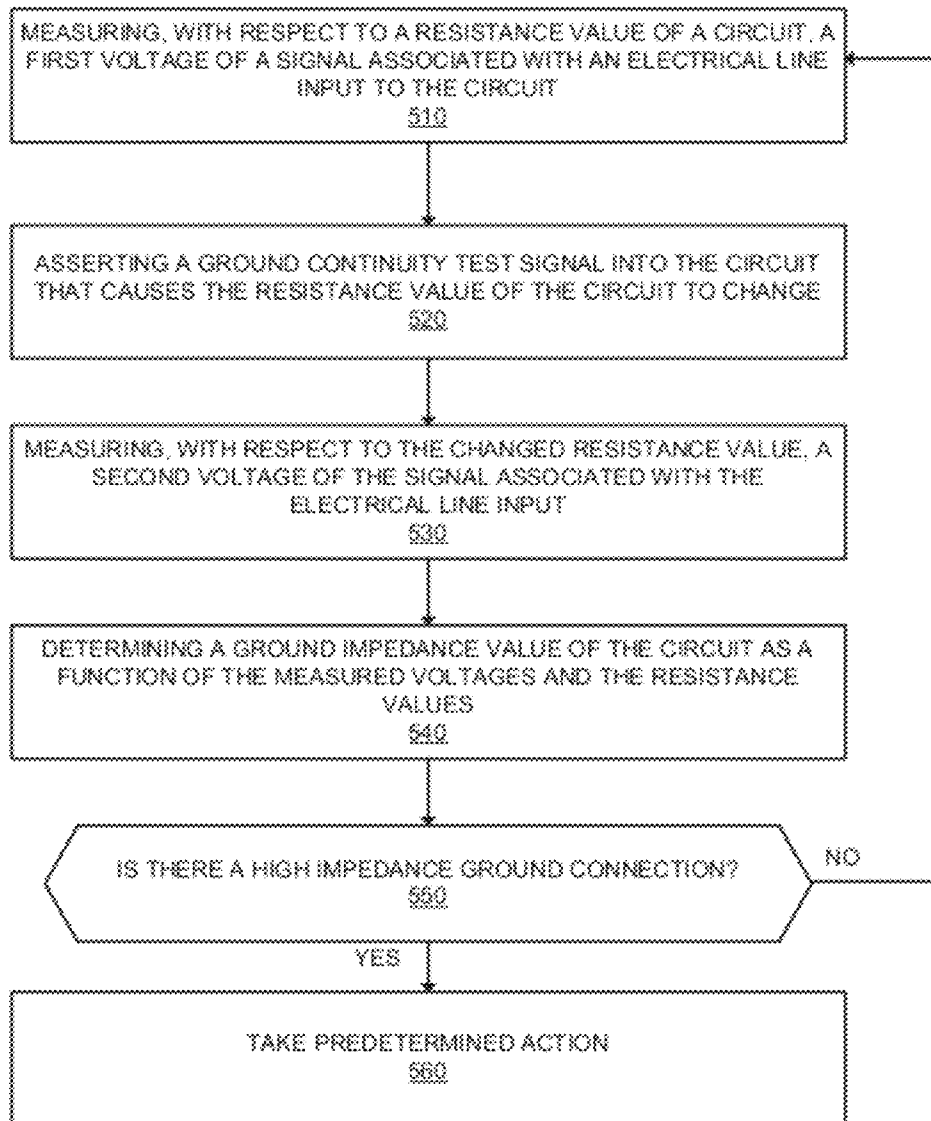 MEASURING, WITH RESPECT TO A RESISTANCE VALUE OF A CIRCUIT, A
FIRST VOLTAGE OF A SIGNAL ASSOCIATED WITH AN ELECTRICAL LINE
INPUT TO THE CIRCUIT
510
ASSERTING A GROUND CONTINUITY TEST SIGNAL INTO THE CIRCUIT
THAT CAUSES THE RESISTANCE VALUE OF THE CIRCUIT TO CHANGE
520
MEASURING, WITH RESPECT TO THE CHANGED RESISTANCE VALUE, A
SECOND VOLTAGE OF THE SIGNAL ASSOCIATED WITH THE
ELECTRICAL LINE INPUT
530
DETERMINING A GROUND IMPEDANCE VALUE OF THE CIRCUIT AS A
FUNCTION OF THE MEASURED VOLTAGES AND THE RESISTANCE
VALUES
540
IS THERE A HIGH IMPEDANCE GROUND CONNECTION?
550
NO
YES
TAKE PREDETERMINED ACTION
560